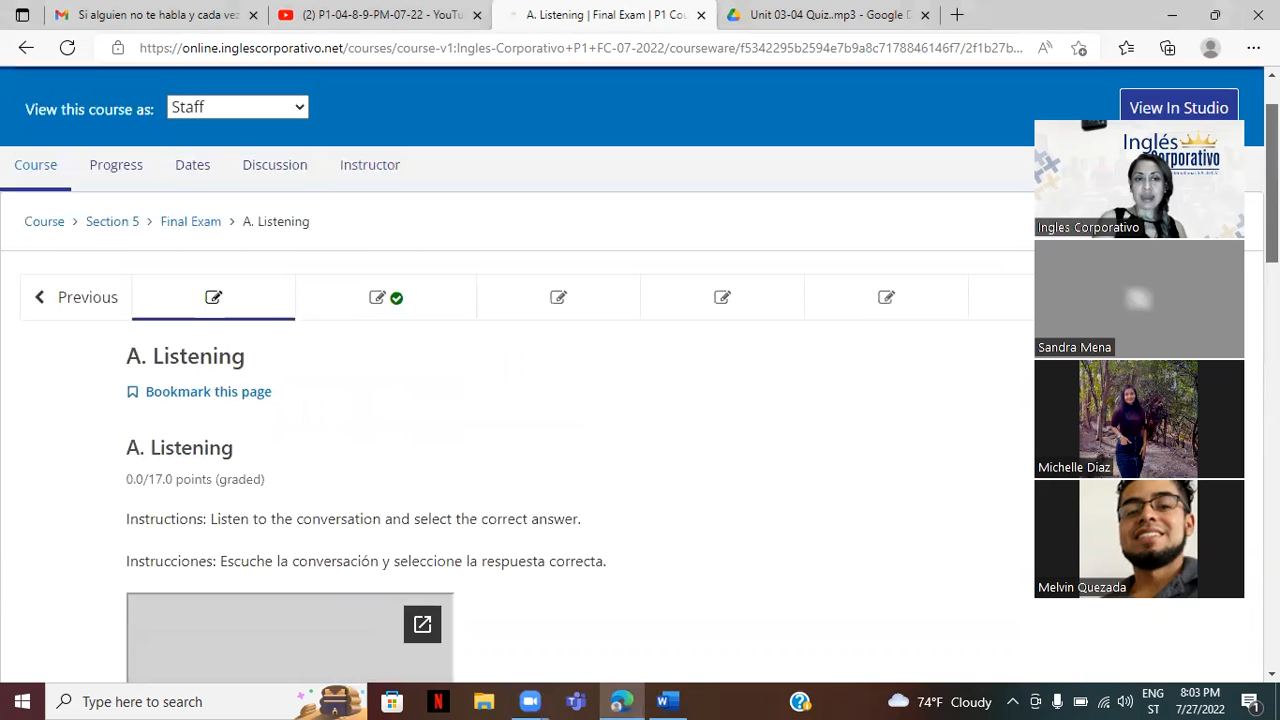 Si alguien no te habla y cada vez
(2) P1-04-8-9-PM-07-22 - YouTu
A. Listening | Final Exam | P1 Cou
Unit 03-04 Quiz.mp3 - Google D
https://online.inglescorporativo.net/courses/course-v1:Ingles-Corporativo+P1+FC-07-2022/courseware/f5342295b25d4e7b9a8c7178846146f7/2f1b27b...
View this course as:
Staff
View In Studio
Course
Progress
Dates
Discussion
Instructor
Inglés
Corporativo
Ingles Corporativo
Course > Section 5 > Final Exam > A. Listening
Sandra Mena
Previous
A. Listening
Bookmark this page
A. Listening
0.0/17.0 points (graded)
Michelle Diaz
Instructions: Listen to the conversation and select the correct answer.
Instrucciones: Escuche la conversación y seleccione la respuesta correcta.
Melvin Quezada
Type here to search
74°F Cloudy
ENG
ST
8:03 PM
7/27/2022
1